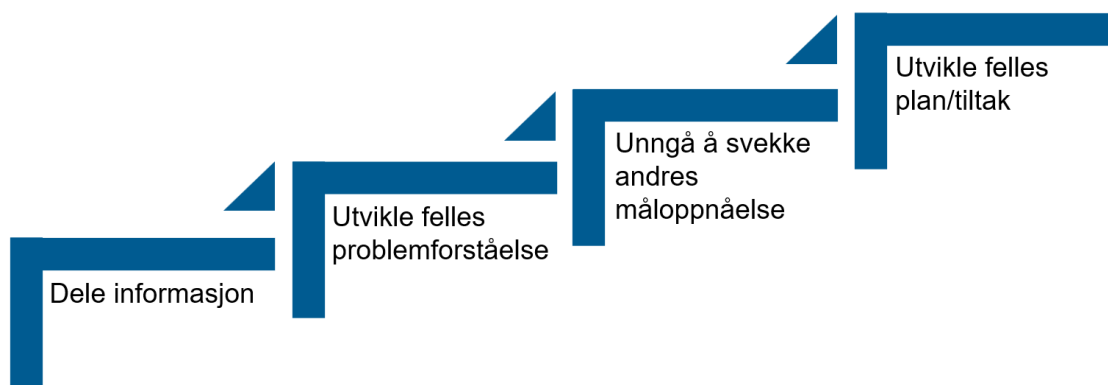 Dele informasjon
Utvikle felles
problemforståelse
Unngå å svekke
andres
måloppnåelse
Utvikle felles
plan/tiltak